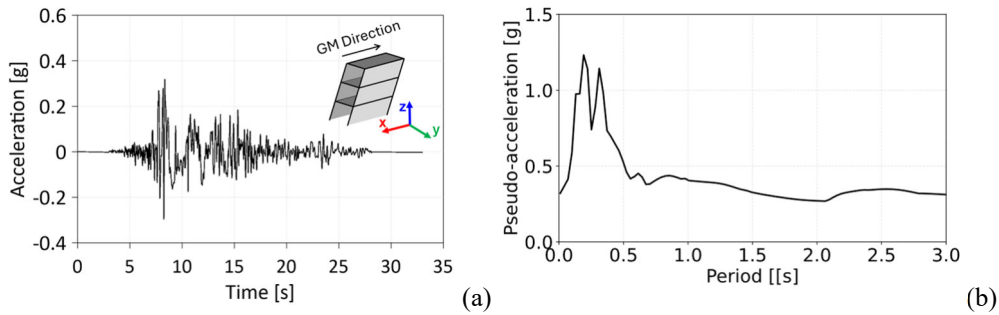 Acceleration [g]
0.6
0.4
0.2
0
-0.2
-0.4
0
5
10
15
20
25
30
35
Time [s]
GM Direction
z
x
y
(a)
Pseudo-acceleration [g]
1.5
1.0
0.5
0.0
0.0
0.5
1.0
1.5
2.0
2.5
3.0
Period [[s]
(b)